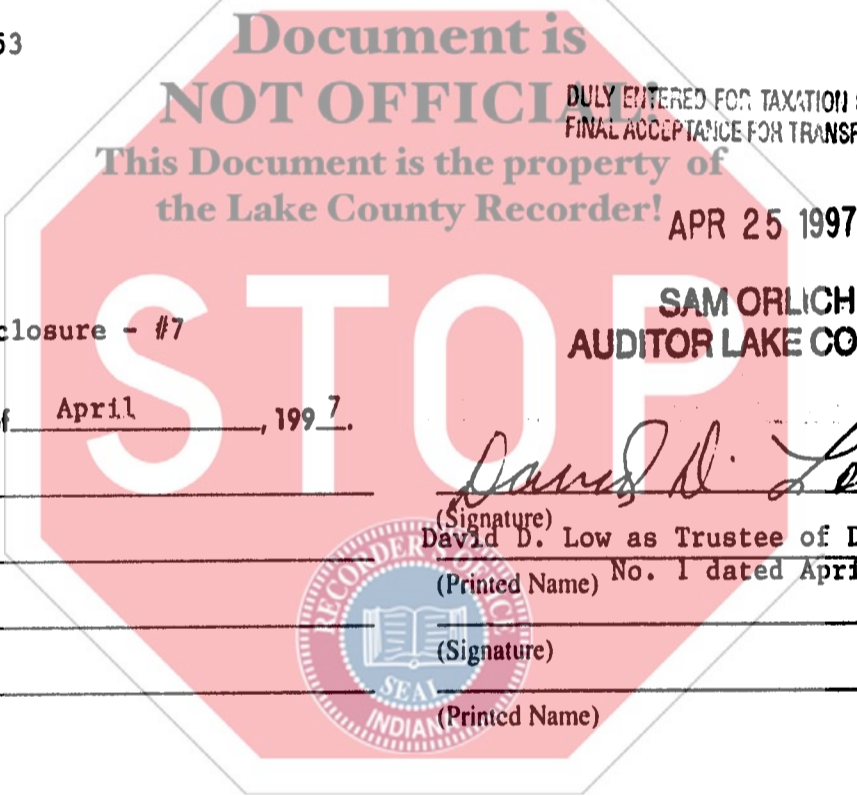 53
Document is
NOT OFFICIAL!
This Document is the property of
the Lake County Recorder!
DULY ENTERED FOR TAXATION
FINAL ACCEPTANCE FOR TRANSF
APR 25 1997
SAM ORLICH
AUDITOR LAKE CO
closure - #7
f April, 1997.
STOP
David D. Lo
(Signature)
David D. Low as Trustee of D
(Printed Name) No. 1 dated Apri
(Signature)
(Printed Name)
RECORDER'S OFFICE
SEAL
INDIANA